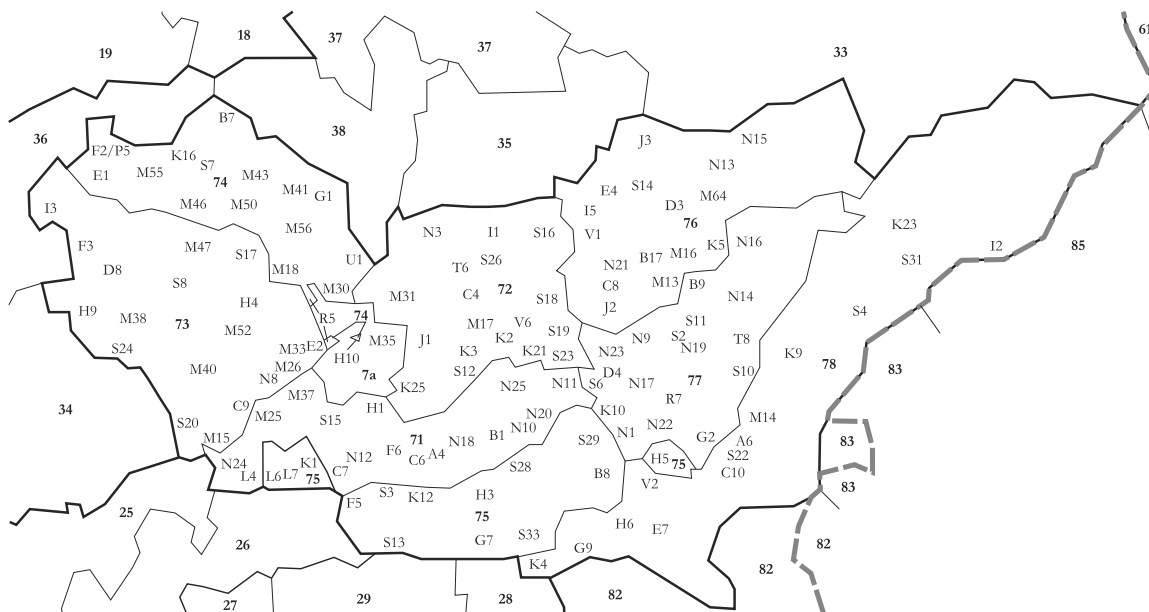 61
18
37
37
19
33
B7
36
38
35
J3
N15
F2/P5
K16
S7
M55
M43
N13
E1
74
M41
G1
E4
S14
M64
M46
M50
D3
I3
I5
76
K23
M56
N3
I1
S16
V1
F3
M47
S17
K5
N16
I2
85
U1
S26
B17
M16
S31
D8
M18
T6
N21
S8
M30
72
C8
M13
B9
M31
C4
N14
H9
H4
S18
J2
M38
73
R5
74
S11
S4
M52
M17
V6
S19
K2
N9
S2
T8
S24
M33
E2
M35
J1
K3
K21
S23
N23
N19
K9
H10
M40
M26
7a
S12
D4
S10
78
83
N8
M37
K25
N25
N11
S6
N17
77
34
C9
M25
S15
H1
R7
S20
N20
K10
M14
M15
N10
N1
N22
71
N18
B1
S29
G2
A6
83
N24
N12
F6
C6
A4
H5
75
S22
L4
L6
L7
K1
75
C7
S28
B8
V2
C10
83
F5
S3
K12
H3
25
75
H6
E7
26
S13
G7
S33
G9
82
K4
82
27
29
28
82